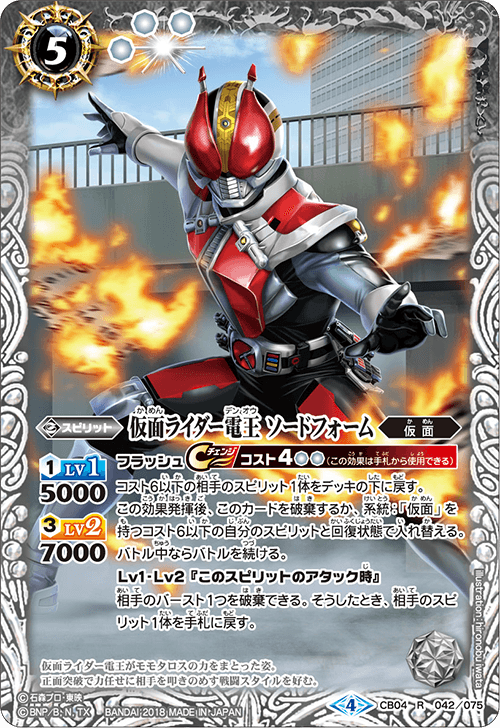 5
スピリット
仮面ライダー電王 ソードフォーム
かめん
デンオウ
仮面
かめん
フラッシュ チェンジ コスト4 (この効果は手札から使用できる)
1 LV1
5000
3 LV2
7000
コスト6以下の相手のスピリット1体をデッキの下に戻す。
この効果発揮後、このカードを破棄するか、系統:「仮面」を
持つコスト6以下の自分のスピリットと回復状態で入れ替える。
バトル中ならバトルを続ける。
Lv1・Lv2『このスピリットのアタック時』
相手のバースト1つを破棄できる。そうしたとき、相手のスピ
リット1体を手札に戻す。
仮面ライダー電王がモモタロスの力をまとった姿。
正面突破で力任せに相手を叩きのめす戦闘スタイルを好む。
©石森プロ・東映
©BNP/B, N, TX BANDAI 2018 MADE IN JAPAN
4 CB04 R 042 / 075
Illustration: Hironobu Iwata